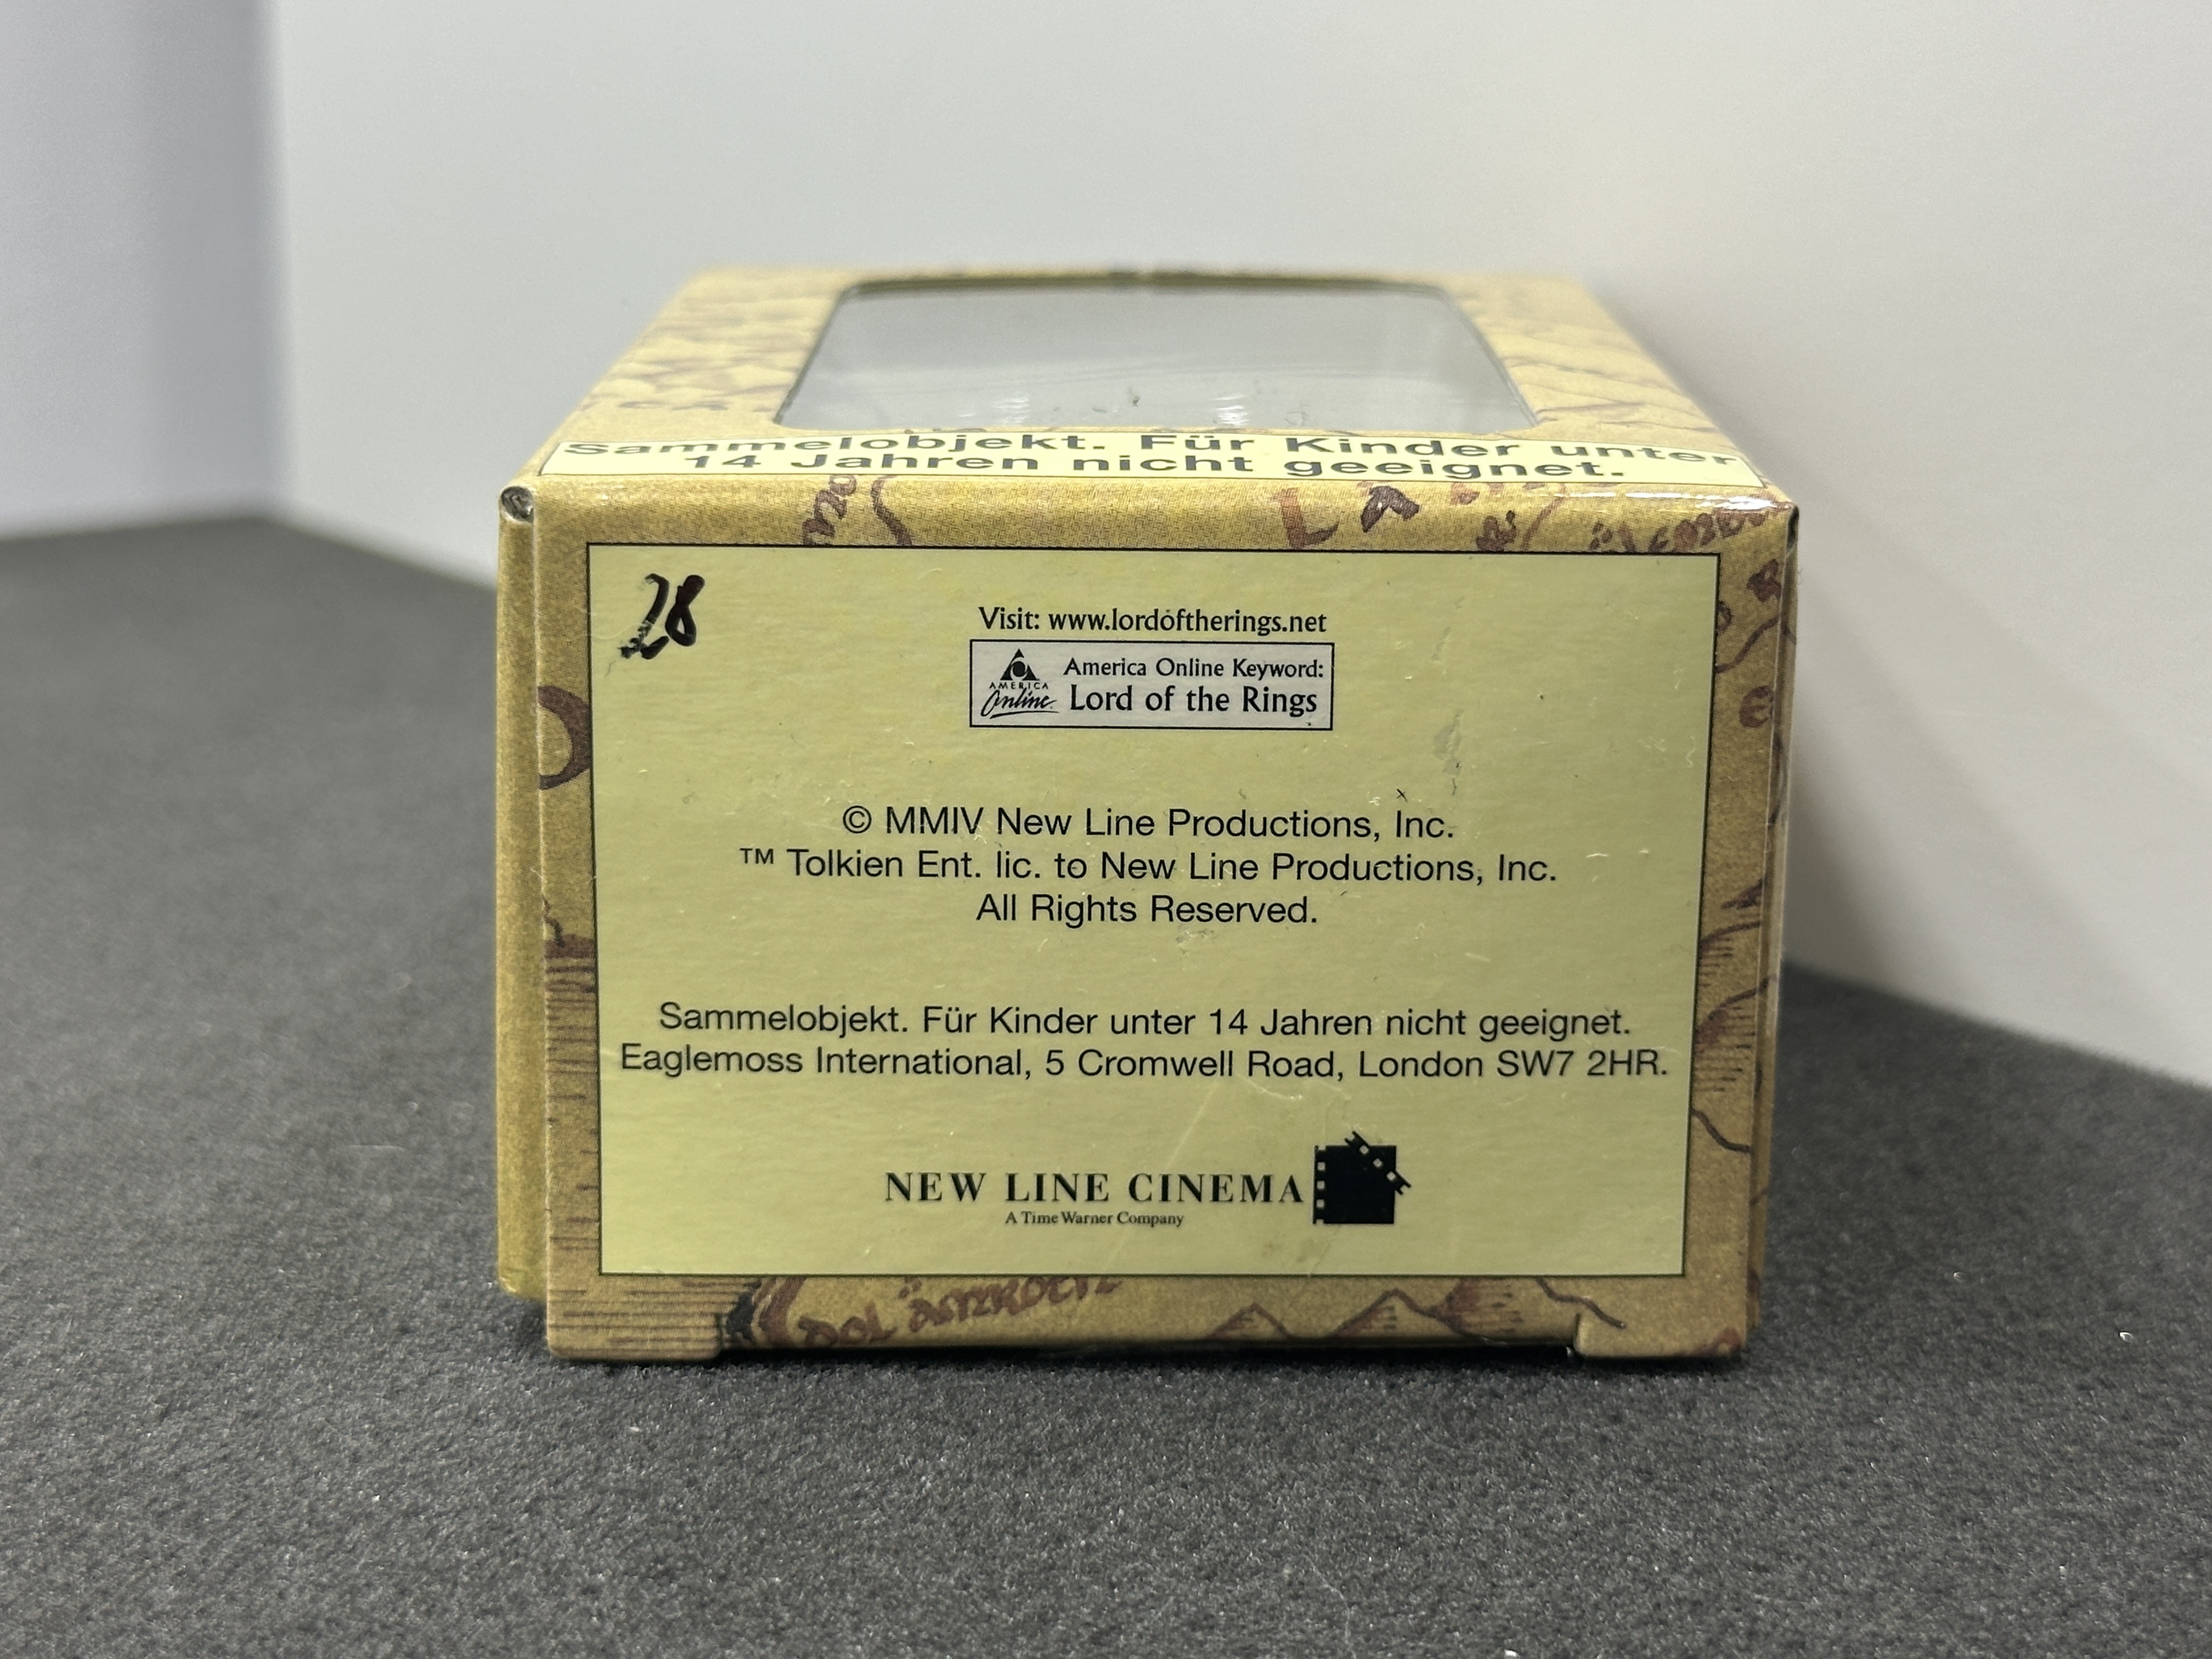 Sammelobjekt. Für Kinder unter
14 Jahren nicht geeignet.
28
Visit: www.lordoftherings.net
AMERICA
Online
America Online Keyword:
Lord of the Rings
© MMIV New Line Productions, Inc.
™ Tolkien Ent. lic. to New Line Productions, Inc.
All Rights Reserved.
Sammelobjekt. Für Kinder unter 14 Jahren nicht geeignet.
Eaglemoss International, 5 Cromwell Road, London SW7 2HR.
NEW LINE CINEMA
A Time Warner Company
DOL